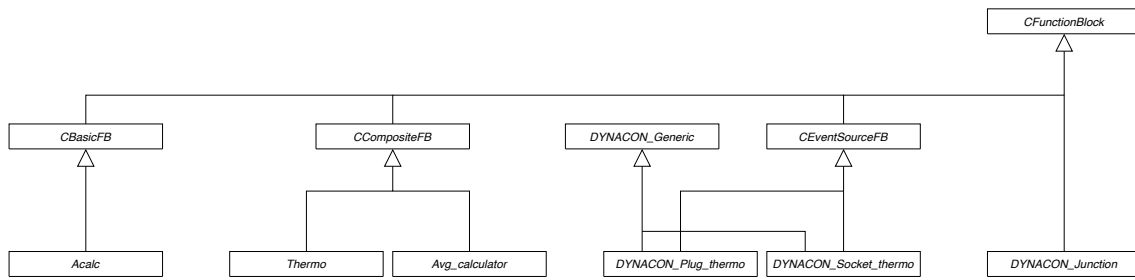 CFunctionBlock
CBasicFB
CCompositeFB
DYNACON_Generic
CEventSourceFB
Acalc
Thermo
Avg_calculator
DYNACON_Plug_thermo
DYNACON_Socket_thermo
DYNACON_Junction